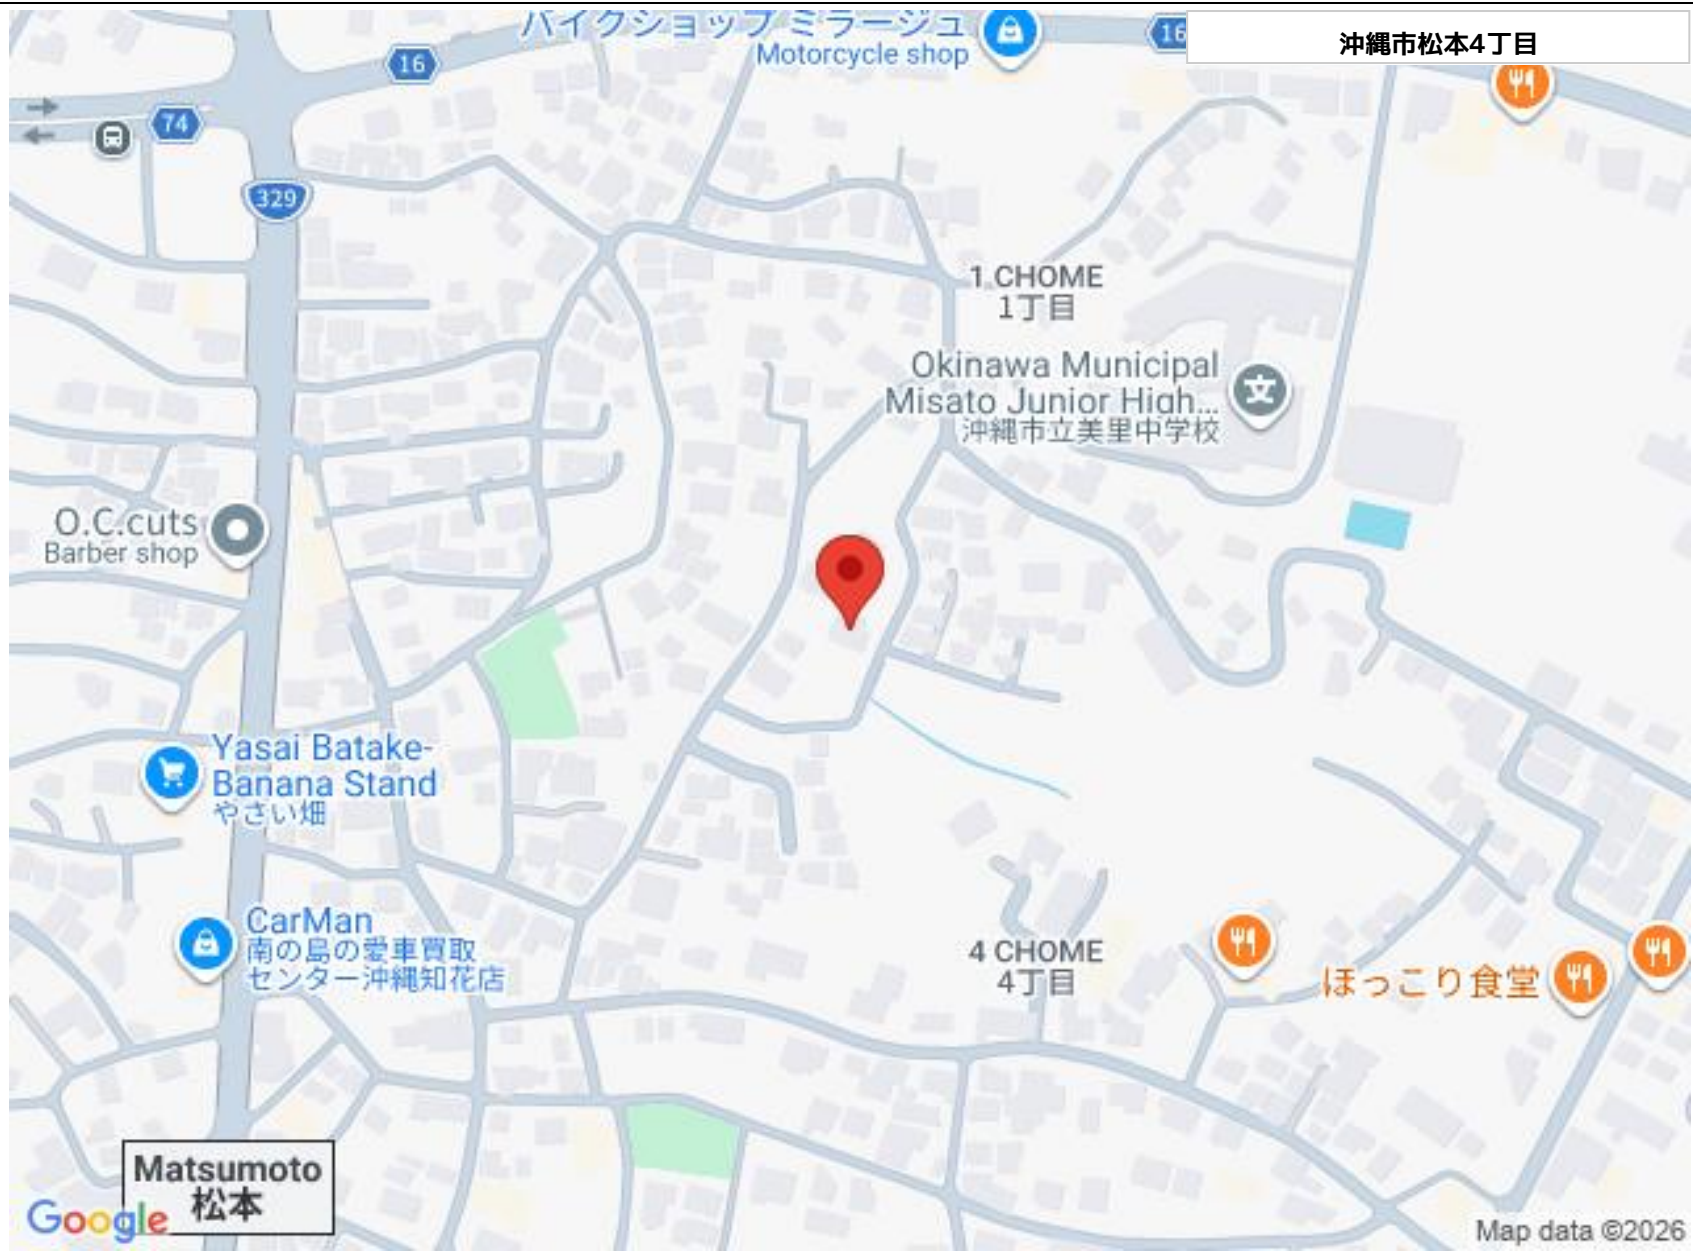 バイクショップ ミラージュ
Motorcycle shop
16
16
沖縄市松本4丁目
74
329
1 CHOME
1丁目
Okinawa Municipal
Misato Junior High...
沖縄市立美里中学校
文
O.C.cuts
Barber shop
Yasai Batake-
Banana Stand
やさい畑
CarMan
南の島の愛車買取
センター沖縄知花店
4 CHOME
4丁目
ほっこり食堂
Matsumoto
松本
Google
Map data ©2026